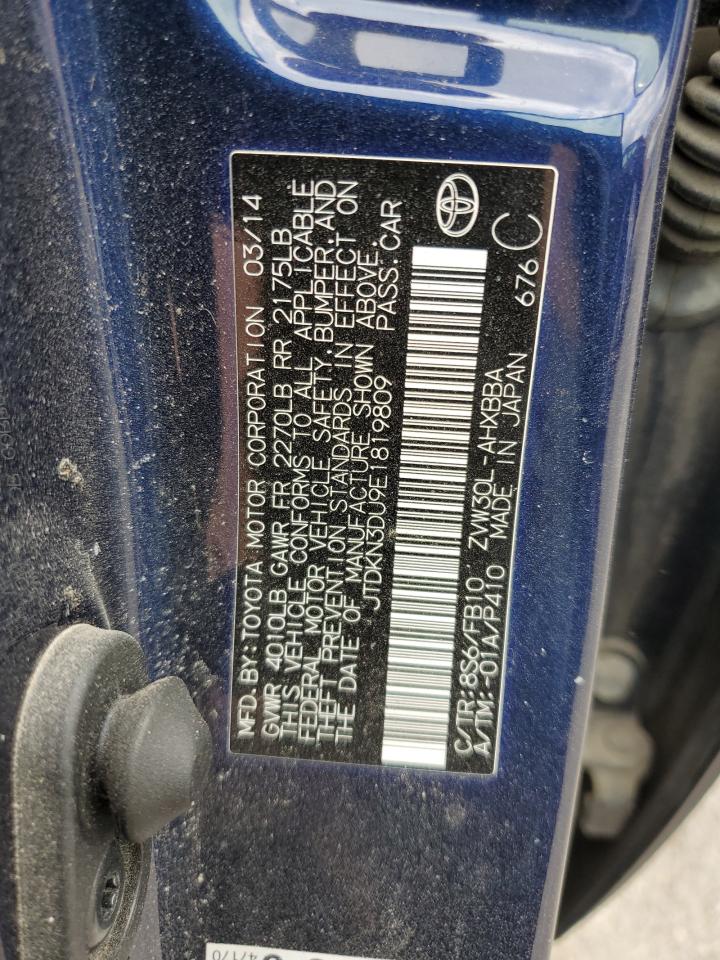 MFD. BY: TOYOTA MOTOR CORPORATION 03/14
GVWR 4010LB GAWR FR 2270LB RR 2175LB
THIS VEHICLE CONFORMS TO ALL APPLICABLE
FEDERAL MOTOR VEHICLE SAFETY, BUMPER, AND
THEFT PREVENTION STANDARDS IN EFFECT ON
THE DATE OF MANUFACTURE SHOWN ABOVE.
JTDKN3DU9E1819809 PASS. CAR
C/TR: 8S6/FB10 ZVW30L-AHXBBA 676
A/TM: -01A/P410 MADE IN JAPAN C
47170